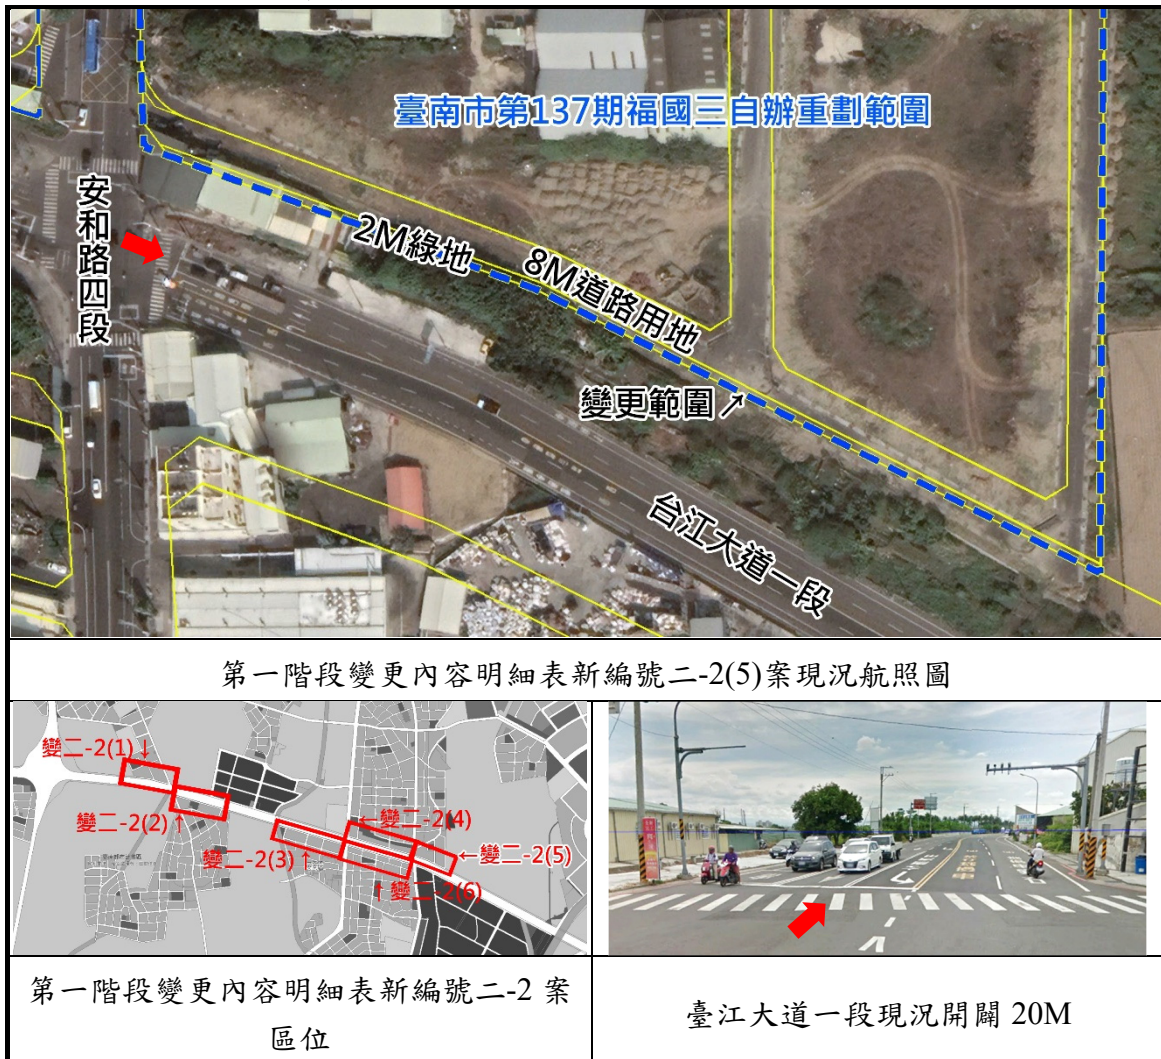 臺南市第137期福國三自辦重劃範圍
安和路四段
2M綠地
8M道路用地
變更範圍↗
台江大道一段
第一階段變更內容明細表新編號二-2(5)案現況航照圖
變二-2(1)↓
變二-2(2)↑
變二-2(3)↑
←變二-2(4)
←變二-2(5)
↑變二-2(6)
第一階段變更內容明細表新編號二-2 案
區位
臺江大道一段現況開闢 20M